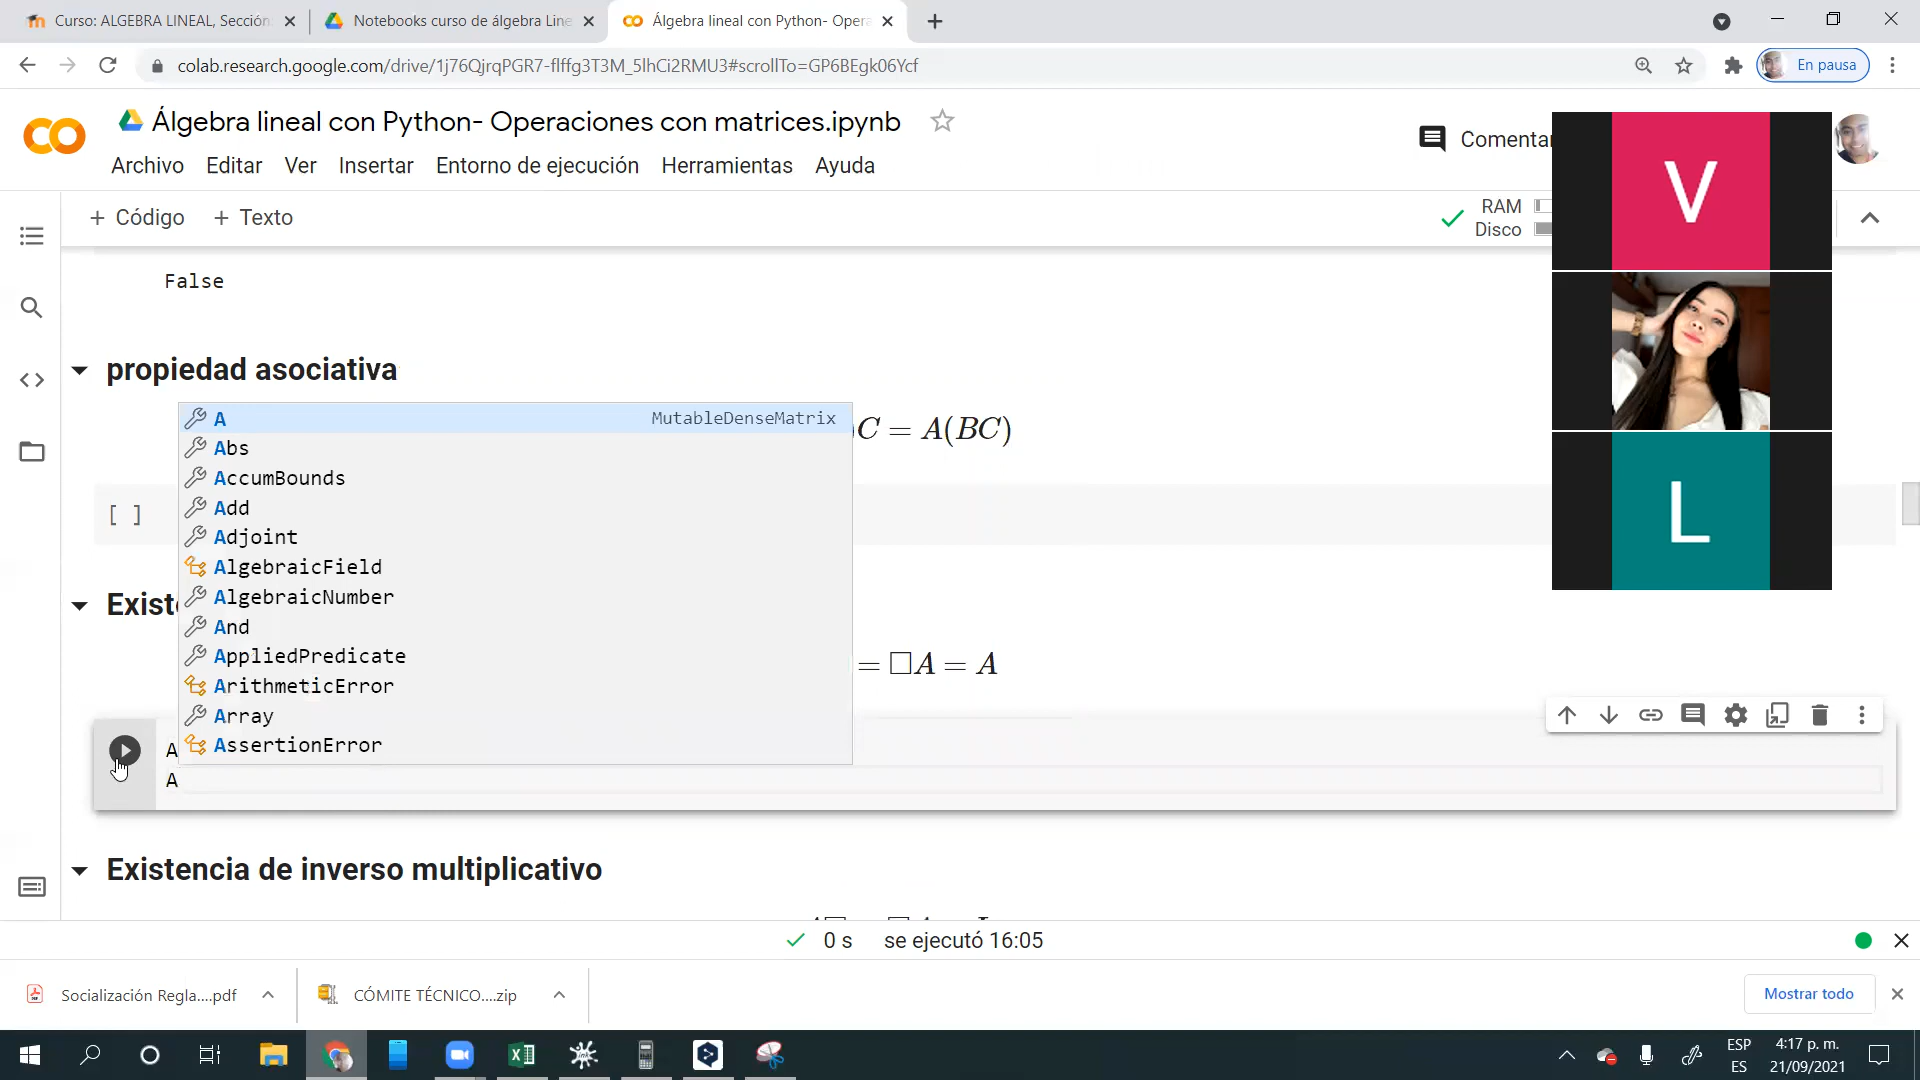 Curso: ALGEBRA LINEAL, Sección
Notebooks curso de álgebra Line
Álgebra lineal con Python- Opera
colab.research.google.com/drive/1j76QjrqPGR7-flffg3T3M_5lhCi2RMU3#scrollTo=GP6BEgk06Ycf
En pausa
Álgebra lineal con Python- Operaciones con matrices.ipynb
Comentar
Archivo Editar Ver Insertar Entorno de ejecución Herramientas Ayuda
+ Código + Texto
RAM
Disco
V
False
propiedad asociativa
A MutableDenseMatrix
)C = A(BC)
Abs
AccumBounds
Add
[ ]
L
Adjoint
AlgebraicField
AlgebraicNumber
Exist
And
AppliedPredicate
= □A = A
ArithmeticError
Array
AssertionError
A
A
Existencia de inverso multiplicativo
0 s se ejecutó 16:05
Socialización Regla....pdf
CÓMITE TÉCNICO....zip
Mostrar todo
ESP
ES
4:17 p. m.
21/09/2021